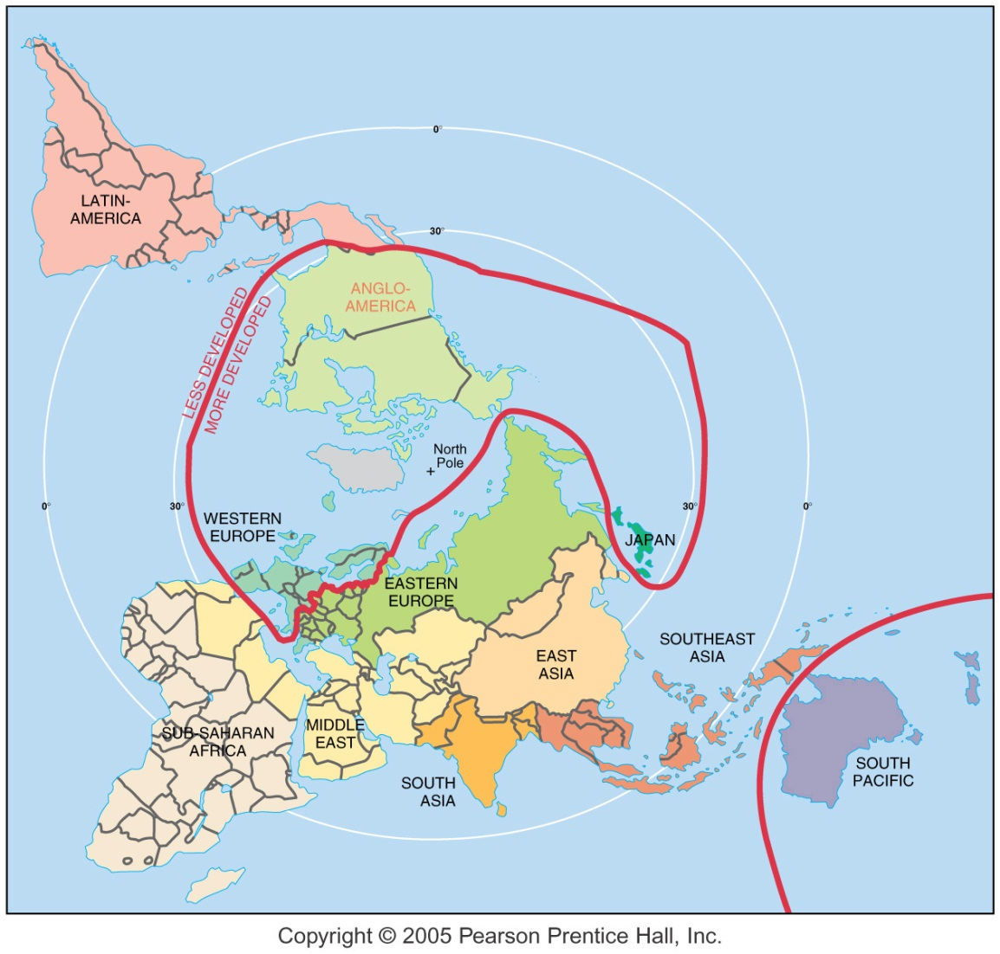 0°
LATIN-
AMERICA
30°
ANGLO-
AMERICA
LESS DEVELOPED
MORE DEVELOPED
North
Pole
+
0°
30°
30°
0°
WESTERN
EUROPE
JAPAN
EASTERN
EUROPE
SOUTHEAST
ASIA
EAST
ASIA
SUB-SAHARAN
AFRICA
MIDDLE
EAST
SOUTH
ASIA
SOUTH
PACIFIC
Copyright © 2005 Pearson Prentice Hall, Inc.